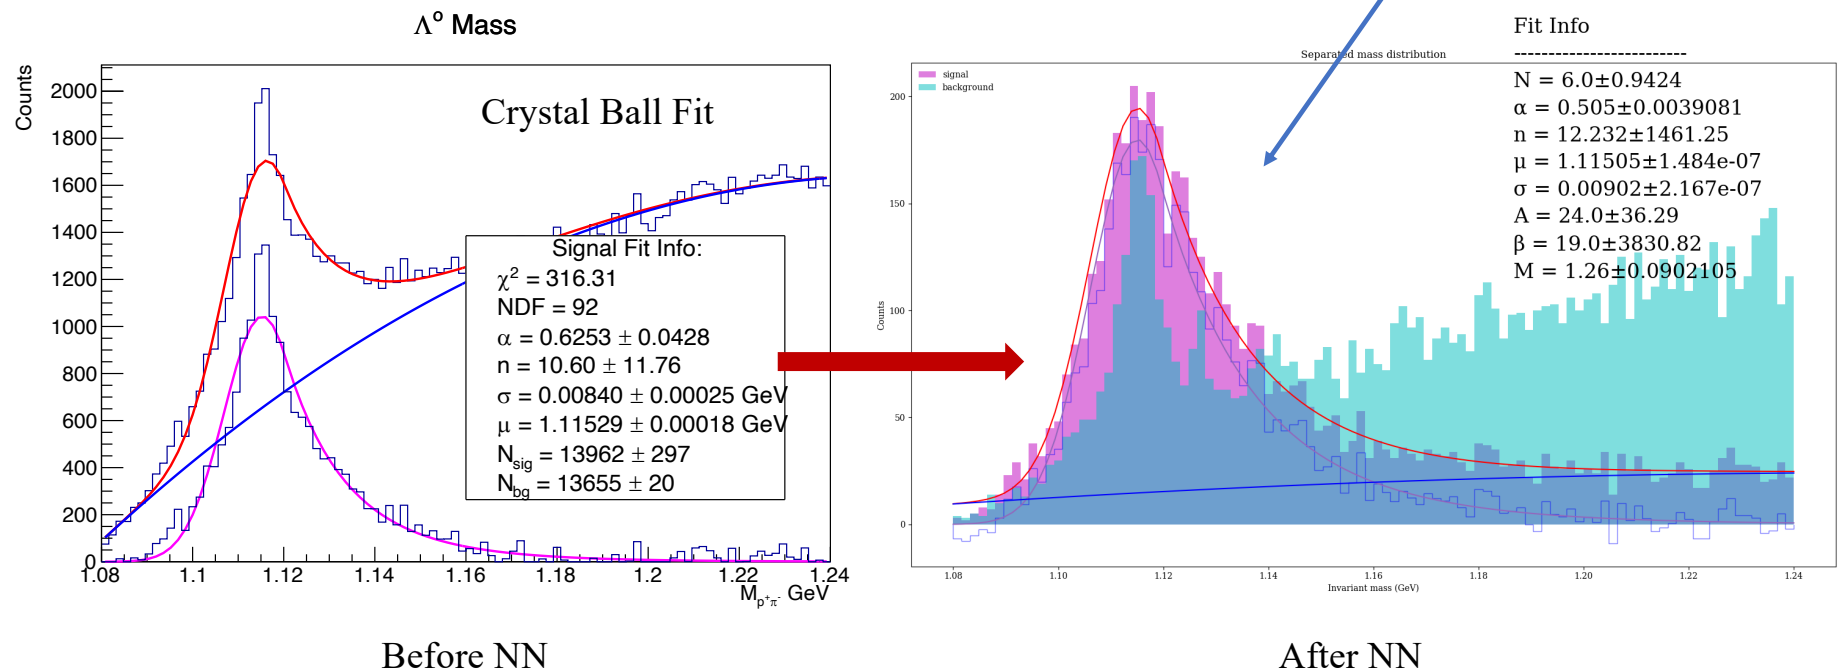 Λ⁰ Mass
Counts
2000
1800
1600
1400
1200
1000
800
600
400
200
0
Crystal Ball Fit
Signal Fit Info:
χ² = 316.31
NDF = 92
α = 0.6253 ± 0.0428
n = 10.60 ± 11.76
σ = 0.00840 ± 0.00025 GeV
μ = 1.11529 ± 0.00018 GeV
N_sig = 13962 ± 297
N_bg = 13655 ± 20
1.08 1.1 1.12 1.14 1.16 1.18 1.2 1.22 1.24
M_p⁺π⁻ GeV
Before NN
Separated mass distribution
signal
background
Counts
200
150
100
50
0
Fit Info
-------------------------
N = 6.0±0.9424
α = 0.505±0.0039081
n = 12.232±1461.25
μ = 1.11505±1.484e-07
σ = 0.00902±2.167e-07
A = 24.0±36.29
β = 19.0±3830.82
M = 1.26±0.0902105
1.08 1.10 1.12 1.14 1.16 1.18 1.20 1.22 1.24
Invariant mass (GeV)
After NN